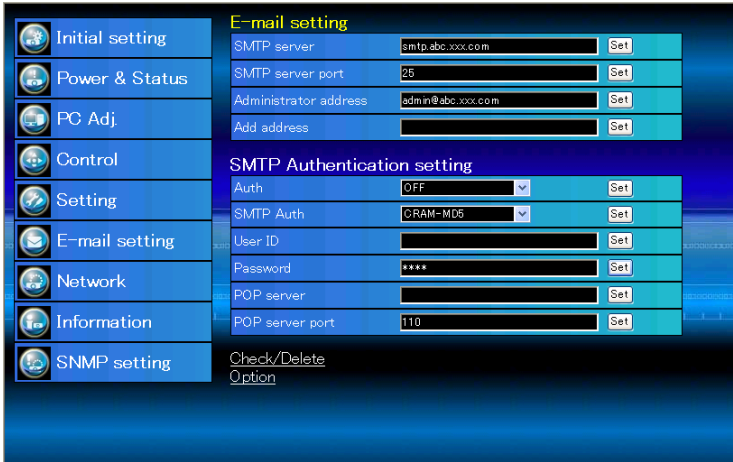 Initial setting
Power & Status
PC Adj.
Control
Setting
E-mail setting
Network
Information
SNMP setting
E-mail setting
SMTP server smtp.abc.xxx.com Set
SMTP server port 25 Set
Administrator address admin@abc.xxx.com Set
Add address Set
SMTP Authentication setting
Auth OFF Set
SMTP Auth CRAM-MD5 Set
User ID Set
Password **** Set
POP server Set
POP server port 110 Set
Check/Delete
Option